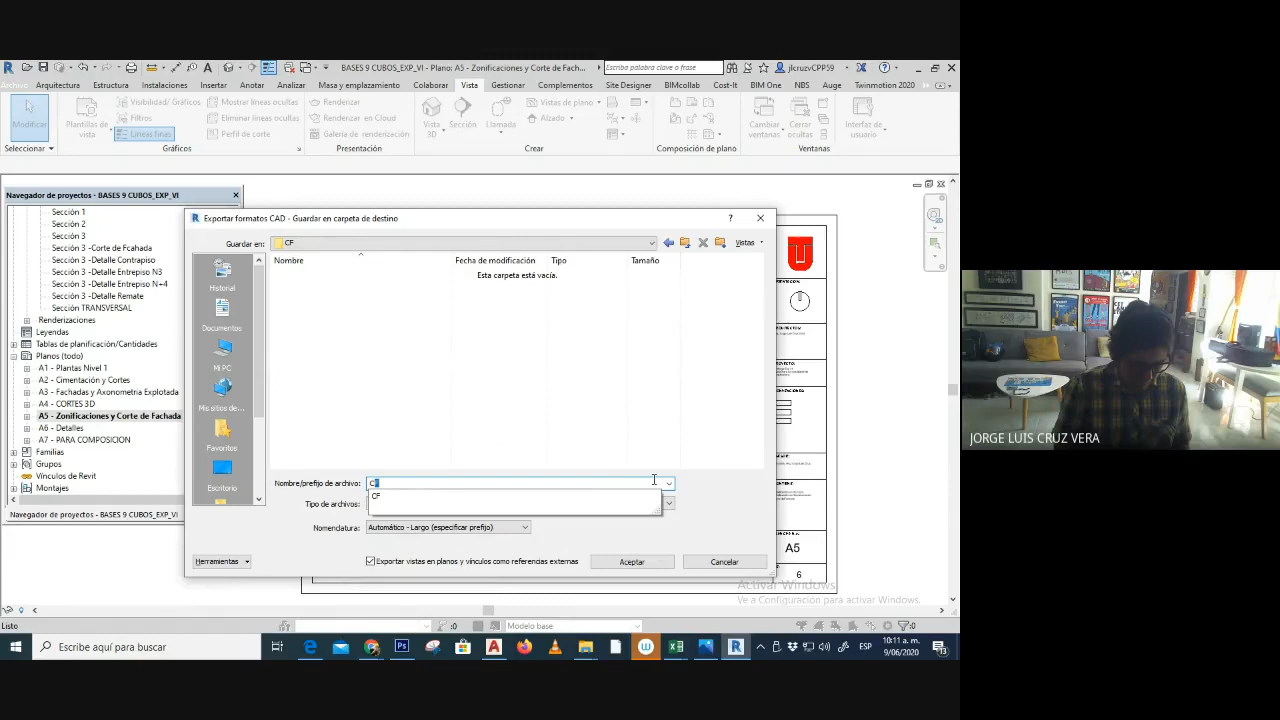 BASES 9 CUBOS_EXP_VI - Plano: A5 - Zonificaciones y Corte de Fach...
Escriba palabra clave o frase
jlcruzvCPP59
Archivo Arquitectura Estructura Instalaciones Insertar Anotar Analizar Masa y emplazamiento Colaborar Vista Gestionar Complementos Site Designer BIMcollab Cost-It BIM One NBS Auge Twinmotion 2020
Modificar
Plantillas de vista
Visibilidad/ Gráficos
Filtros
Líneas finas
Mostrar líneas ocultas
Eliminar líneas ocultas
Perfil de corte
Renderizar
Renderizar en Cloud
Galería de renderización
Vista 3D
Sección
Llamada
Vistas de plano
Alzado
Cambiar ventanas
Cerrar ocultas
Interfaz de usuario
Seleccionar
Gráficos
Presentación
Crear
Composición de plano
Ventanas
Navegador de proyectos - BASES 9 CUBOS_EXP_VI
Sección 1
Sección 2
Sección 3
Sección 3 -Corte de Fcahada
Sección 3 -Detalle Contrapiso
Sección 3 -Detalle Entrepiso N3
Sección 3 -Detalle Entrepiso N+4
Sección 3 -Detalle Remate
Sección TRANSVERSAL
Renderizaciones
Leyendas
Tablas de planificación/Cantidades
Planos (todo)
A1 - Plantas Nivel 1
A2 - Cimentación y Cortes
A3 - Fachadas y Axonometria Explotada
A4 - CORTES 3D
A5 - Zonificaciones y Corte de Fachada
A6 - Detalles
A7 - PARA COMPOSICION
Familias
Grupos
Vínculos de Revit
Montajes
Navegador de proyectos - BASES 9 CUBOS_EXP_VI
Exportar formatos CAD - Guardar en carpeta de destino
Guardar en:
CF
Vistas
Nombre Fecha de modificación Tipo Tamaño
Esta carpeta está vacía.
Historial
Documentos
Mi PC
Mis sitios de...
Favoritos
Escritorio
Nombre/prefijo de archivo:
CF
CF
Tipo de archivos:
Nomenclatura:
Automático - Largo (especificar prefijo)
Herramientas
Exportar vistas en planos y vínculos como referencias externas
Aceptar
Cancelar
A5
6
Activar Windows
Ve a Configuración para activar Windows.
Listo
:0
Modelo base
:0
Escribe aquí para buscar
ESP
10:11 a. m.
9/06/2020
13
JORGE LUIS CRUZ VERA